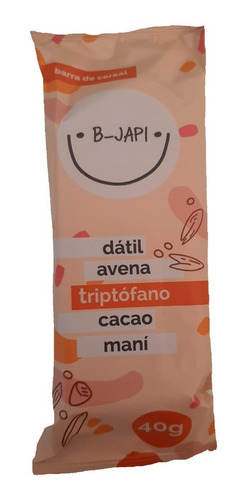 barra de cereal
B-JAPI
dátil
avena
triptófano
cacao
maní
40g